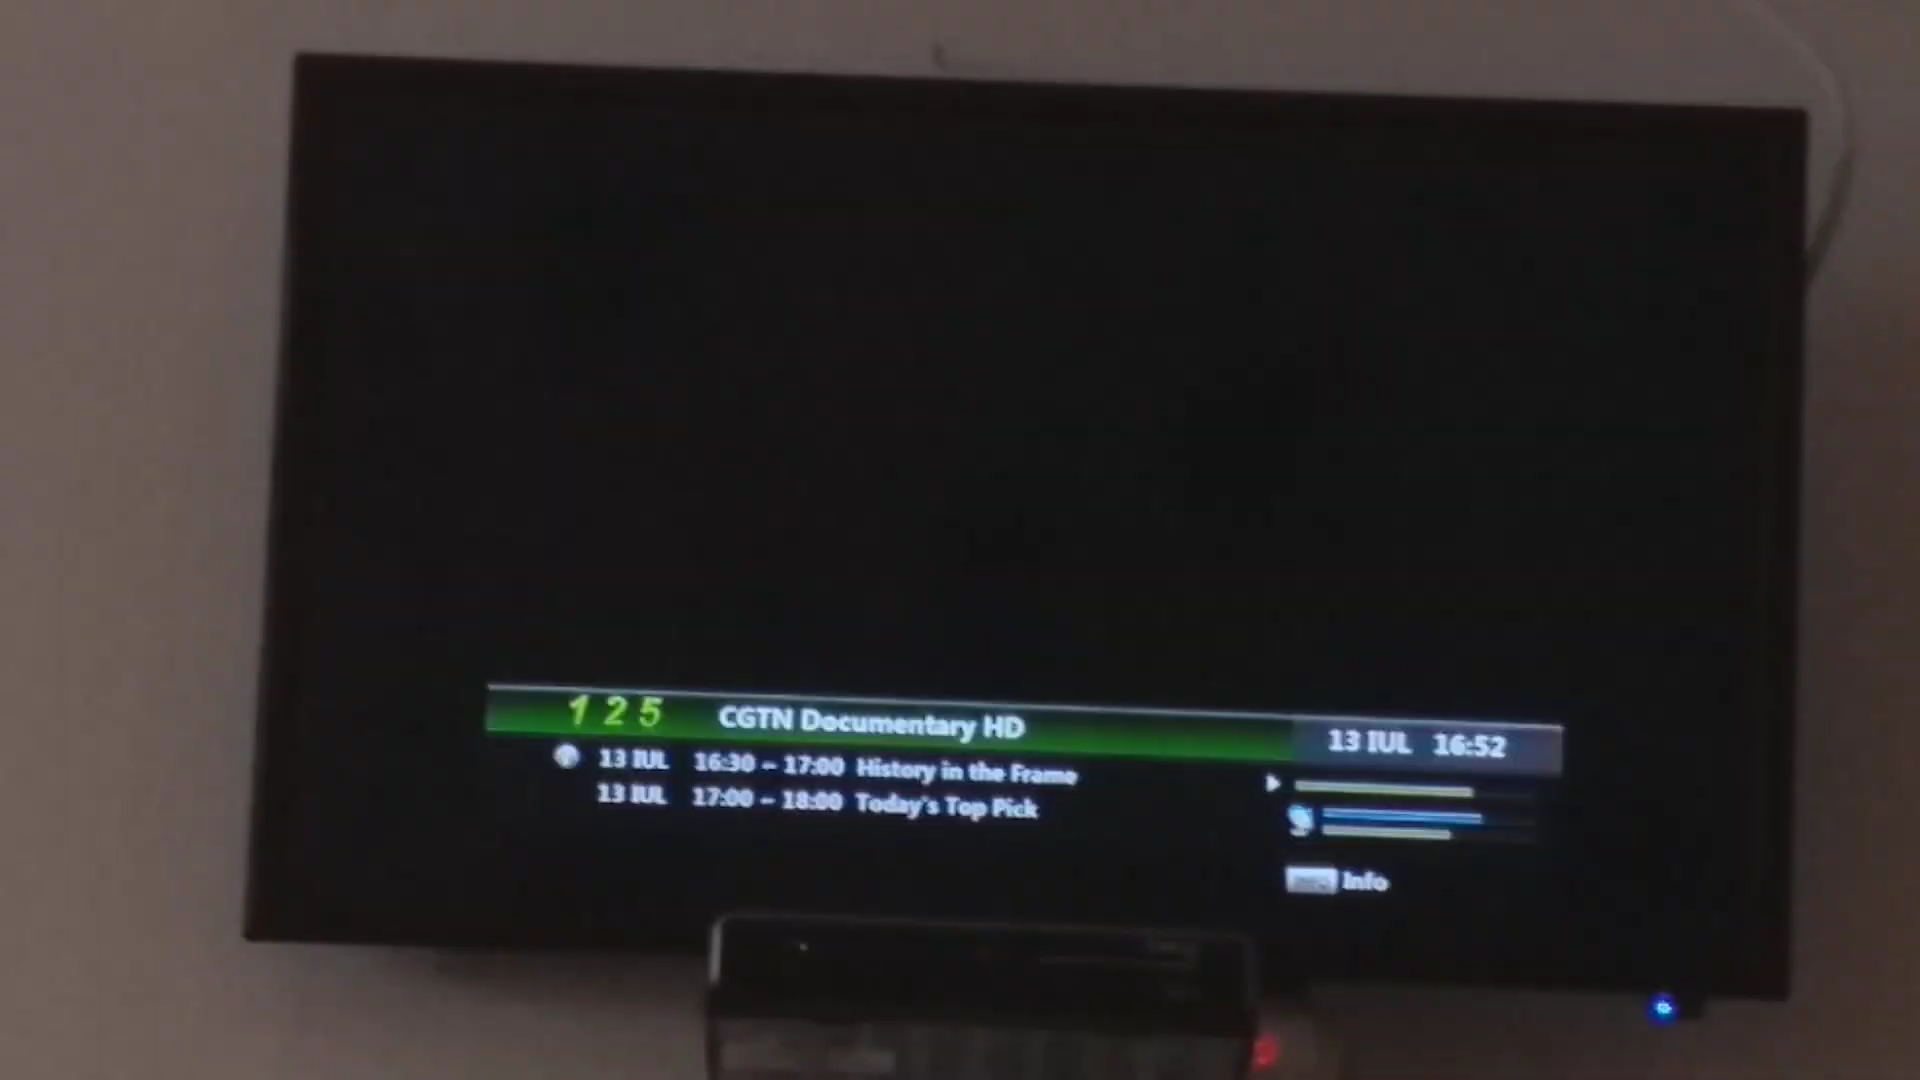 125 CGTN Documentary HD 13 IUL 16:52
13 IUL 16:30 – 17:00 History in the Frame
13 IUL 17:00 – 18:00 Today's Top Pick
Info